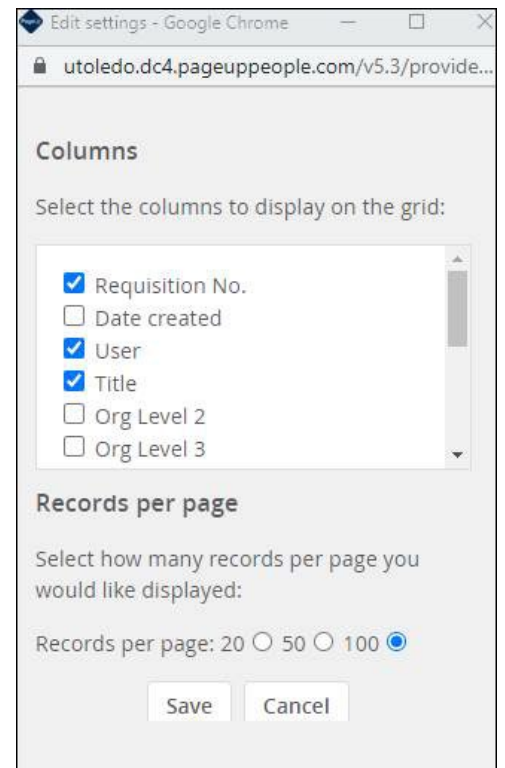 Edit settings - Google Chrome
utoledo.dc4.pageuppeople.com/v5.3/provide...
Columns
Select the columns to display on the grid:
Requisition No.
Date created
User
Title
Org Level 2
Org Level 3
Records per page
Select how many records per page you
would like displayed:
Records per page: 20 50 100
Save Cancel